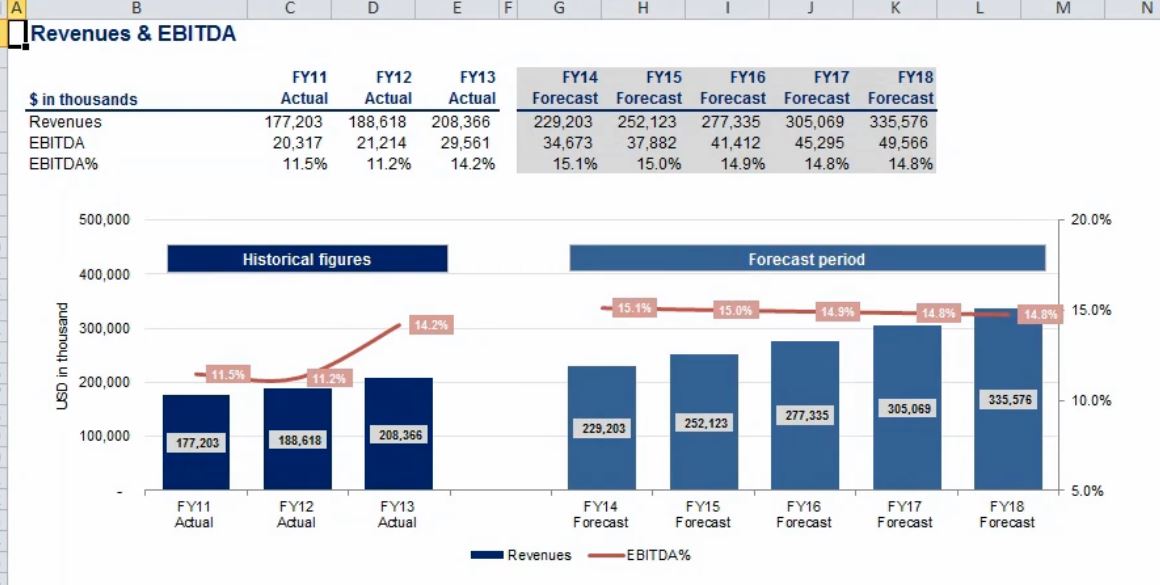 A B C D E F G H I J K L M N
Revenues & EBITDA
FY11 FY12 FY13 FY14 FY15 FY16 FY17 FY18
$ in thousands Actual Actual Actual Forecast Forecast Forecast Forecast Forecast
Revenues 177,203 188,618 208,366 229,203 252,123 277,335 305,069 335,576
EBITDA 20,317 21,214 29,561 34,673 37,882 41,412 45,295 49,566
EBITDA% 11.5% 11.2% 14.2% 15.1% 15.0% 14.9% 14.8% 14.8%
500,000 20.0%
Historical figures Forecast period
400,000
USD in thousand
300,000 15.0%
14.2% 15.1% 15.0% 14.9% 14.8% 14.8%
11.5% 11.2%
200,000
10.0%
100,000
177,203 188,618 208,366 229,203 252,123 277,335 305,069 335,576
- 5.0%
FY11 FY12 FY13 FY14 FY15 FY16 FY17 FY18
Actual Actual Actual Forecast Forecast Forecast Forecast Forecast
Revenues EBITDA%